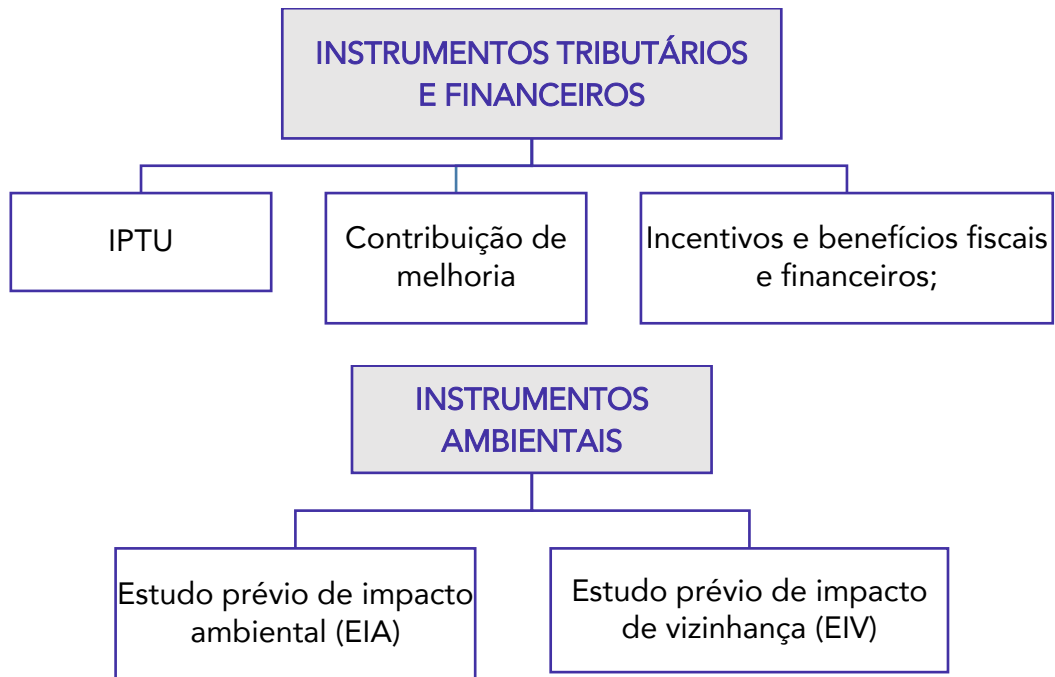 INSTRUMENTOS TRIBUTÁRIOS
E FINANCEIROS
IPTU
Contribuição de
melhoria
Incentivos e benefícios fiscais
e financeiros;
INSTRUMENTOS
AMBIENTAIS
Estudo prévio de impacto
ambiental (EIA)
Estudo prévio de impacto
de vizinhança (EIV)